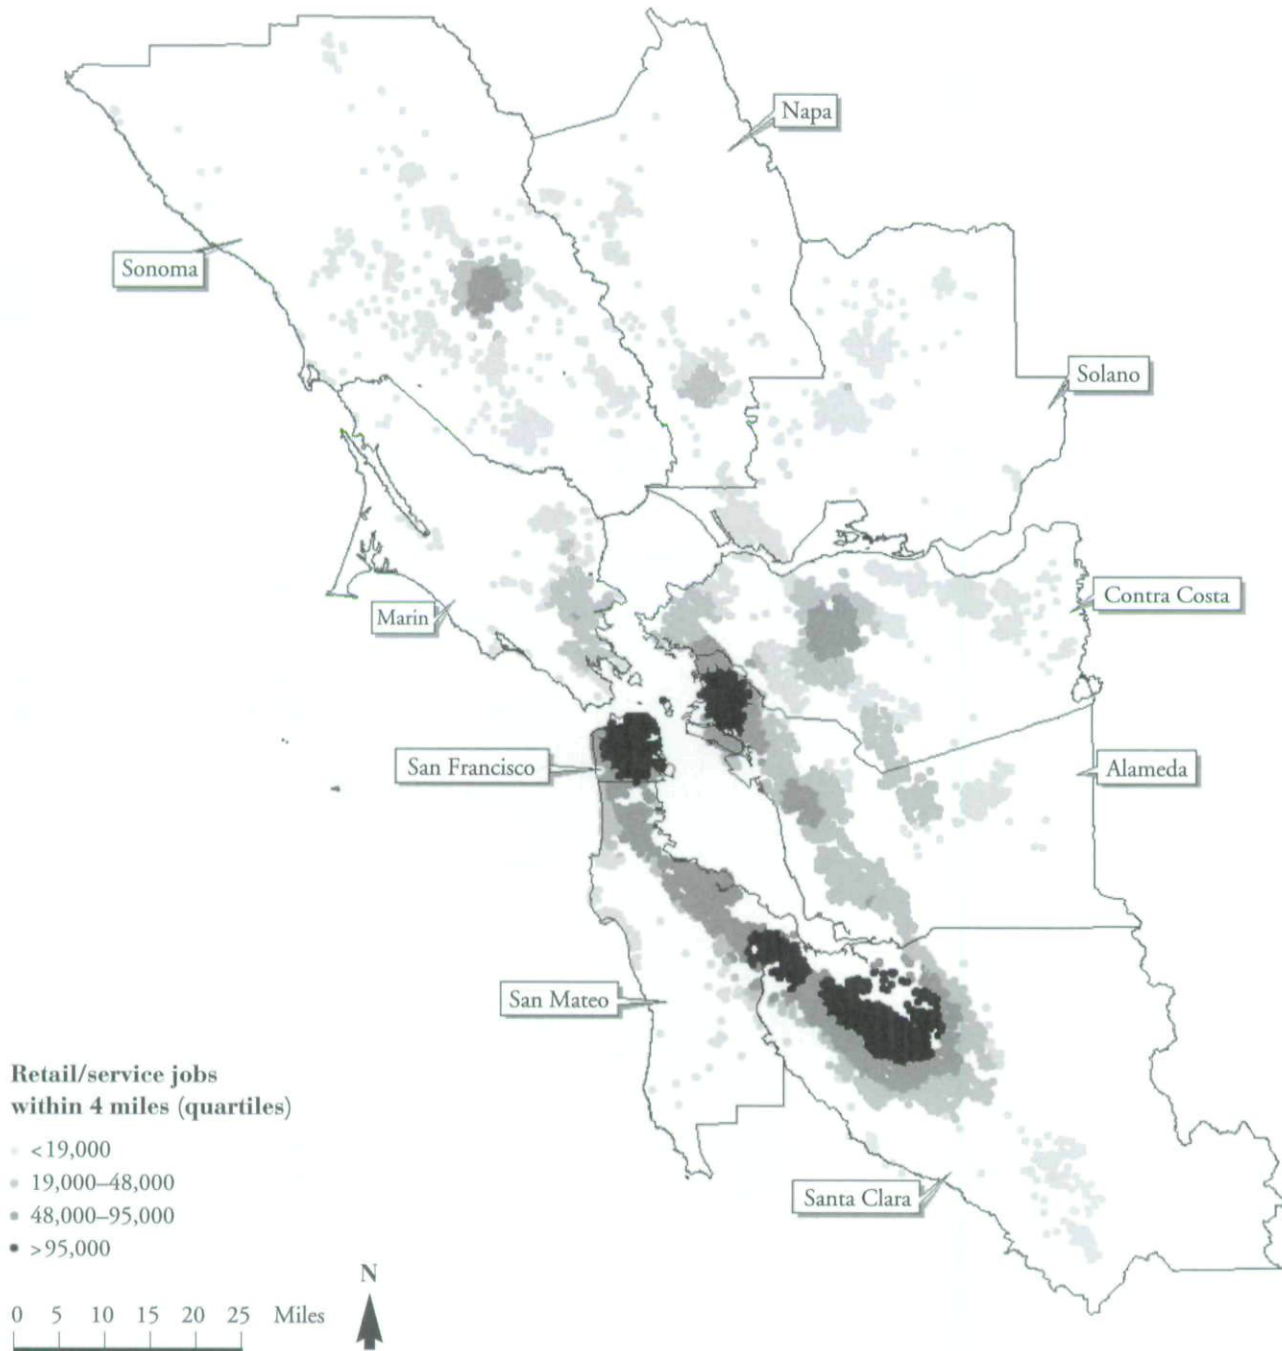 Napa
Sonoma
Solano
Contra Costa
Marin
San Francisco
Alameda
San Mateo
Retail/service jobs
within 4 miles (quartiles)
<19,000
19,000–48,000
48,000–95,000
>95,000
Santa Clara
N
0 5 10 15 20 25 Miles